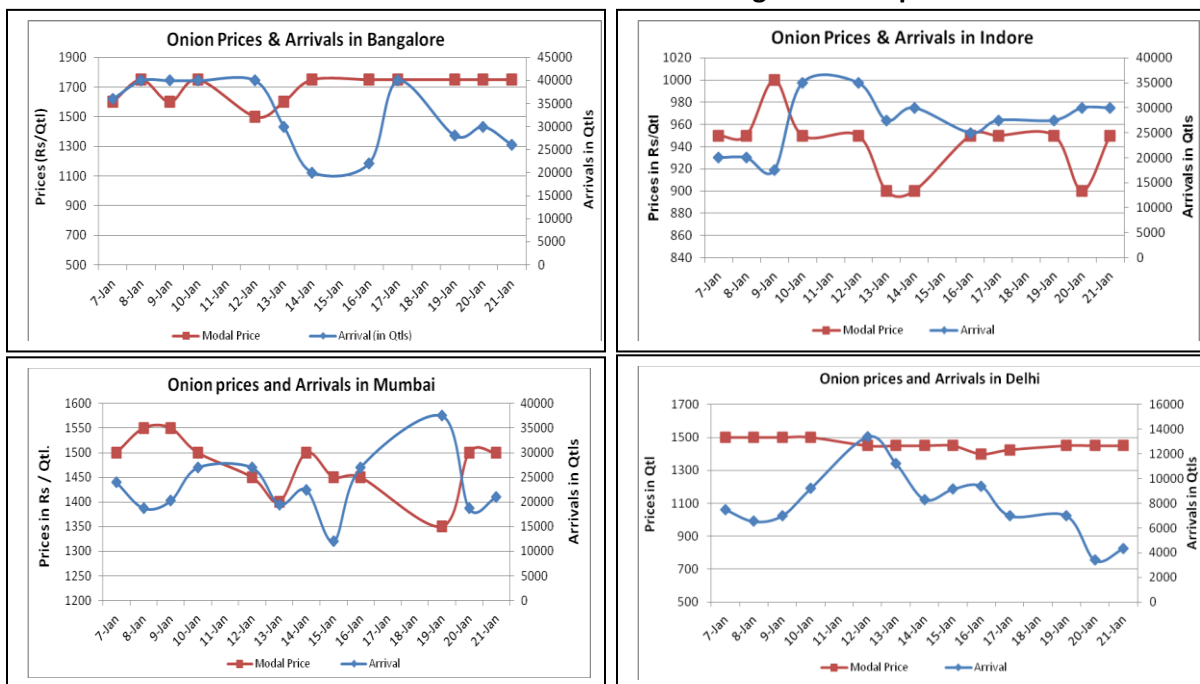 Onion Prices & Arrivals in Bangalore
Prices (Rs/Qtl)
1900
1700
1500
1300
1100
900
700
500
45000
40000
35000
30000
25000
20000
15000
10000
5000
0
Arrivals in Qtls
7-Jan
8-Jan
9-Jan
10-Jan
11-Jan
12-Jan
13-Jan
14-Jan
15-Jan
16-Jan
17-Jan
18-Jan
19-Jan
20-Jan
21-Jan
Modal Price
Arrival (in Qtls)
Onion Prices & Arrivals in Indore
Prices in Rs/Qtl
1020
1000
980
960
940
920
900
880
860
840
40000
35000
30000
25000
20000
15000
10000
5000
0
Arrivals in Qtls
7-Jan
8-Jan
9-Jan
10-Jan
11-Jan
12-Jan
13-Jan
14-Jan
15-Jan
16-Jan
17-Jan
18-Jan
19-Jan
20-Jan
21-Jan
Modal Price
Arrival
Onion prices and Arrivals in Mumbai
Prices in Rs / Qtl.
1600
1550
1500
1450
1400
1350
1300
1250
1200
40000
35000
30000
25000
20000
15000
10000
5000
0
Arrivals in Qtls
7-Jan
8-Jan
9-Jan
10-Jan
11-Jan
12-Jan
13-Jan
14-Jan
15-Jan
16-Jan
17-Jan
18-Jan
19-Jan
20-Jan
21-Jan
Modal Price
Arrival
Onion prices and Arrivals in Delhi
Prices in Qtl
1700
1500
1300
1100
900
700
500
16000
14000
12000
10000
8000
6000
4000
2000
0
Arrivals in Qtls
7-Jan
8-Jan
9-Jan
10-Jan
11-Jan
12-Jan
13-Jan
14-Jan
15-Jan
16-Jan
17-Jan
18-Jan
19-Jan
20-Jan
21-Jan
Modal Price
Arrival